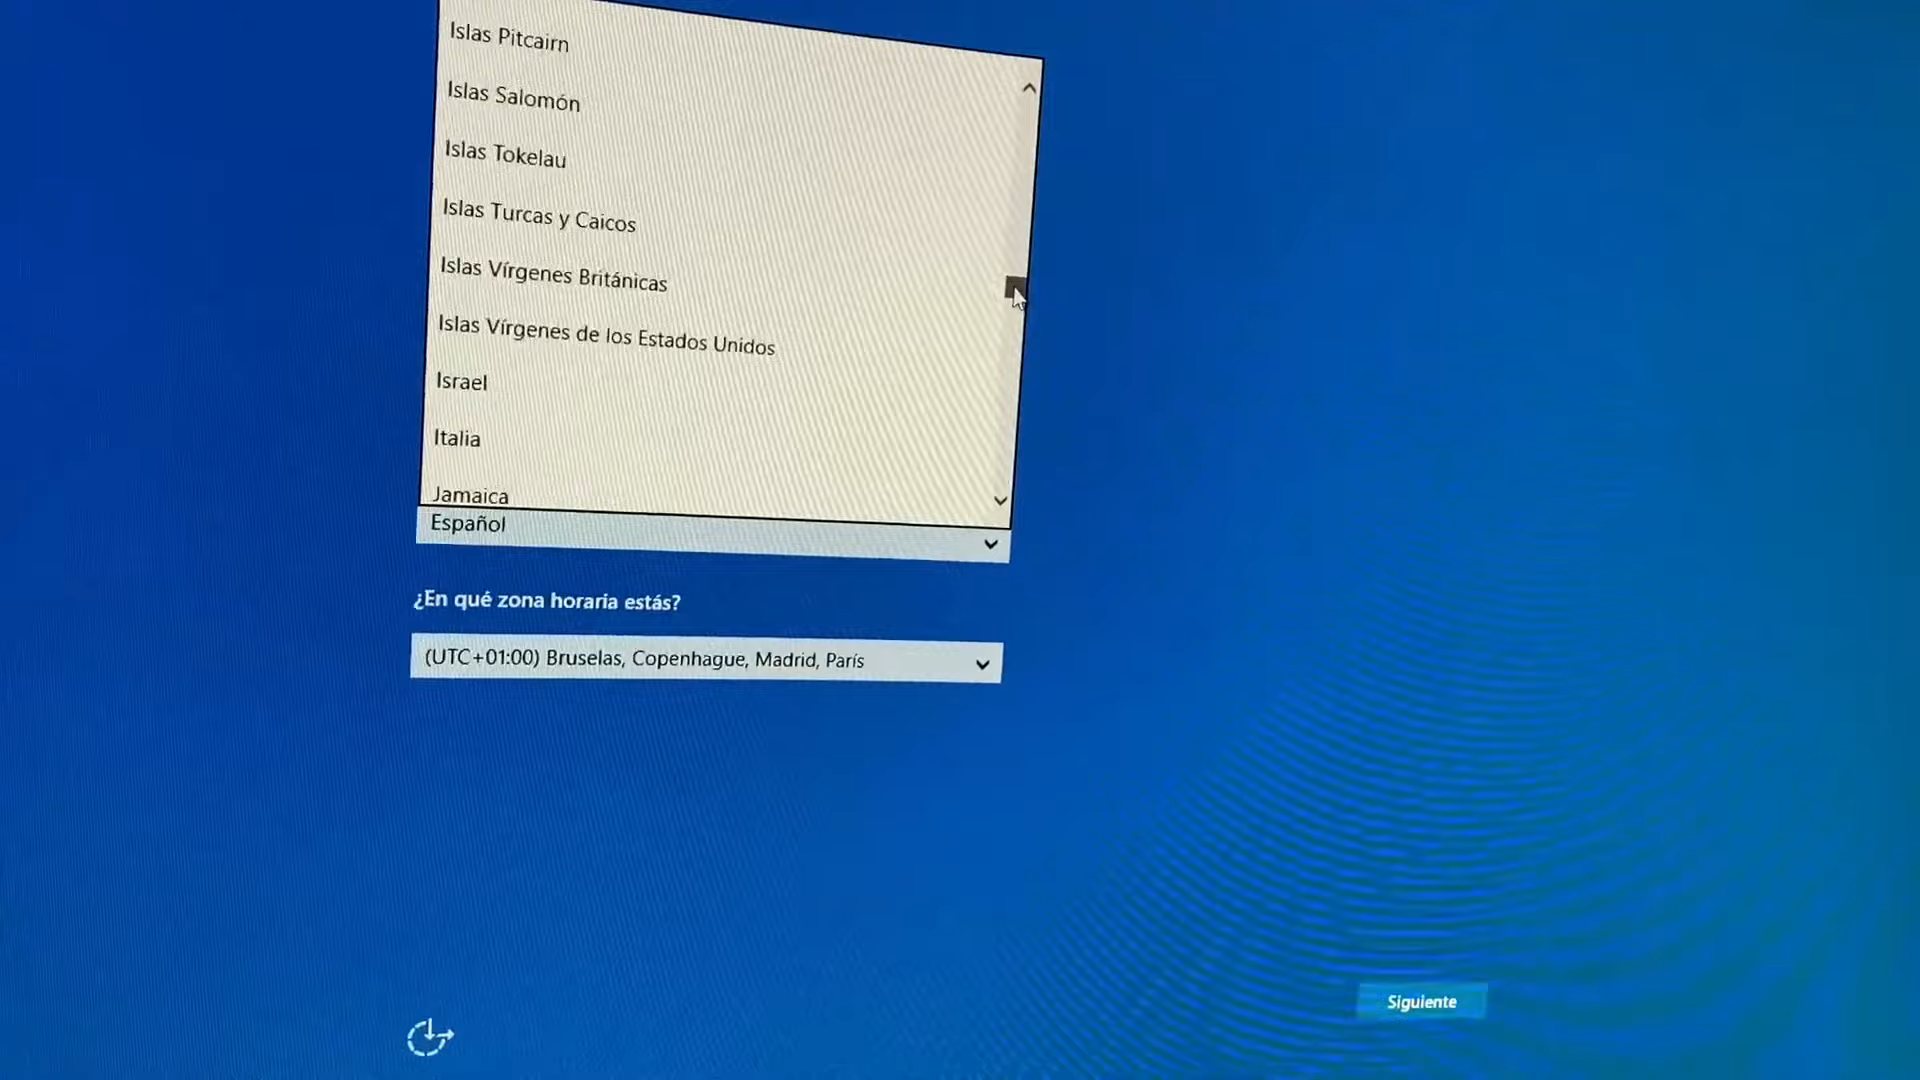 Islas Pitcairn
Islas Salomón
Islas Tokelau
Islas Turcas y Caicos
Islas Vírgenes Británicas
Islas Vírgenes de los Estados Unidos
Israel
Italia
Jamaica
Español
¿En qué zona horaria estás?
(UTC+01:00) Bruselas, Copenhague, Madrid, París
Siguiente